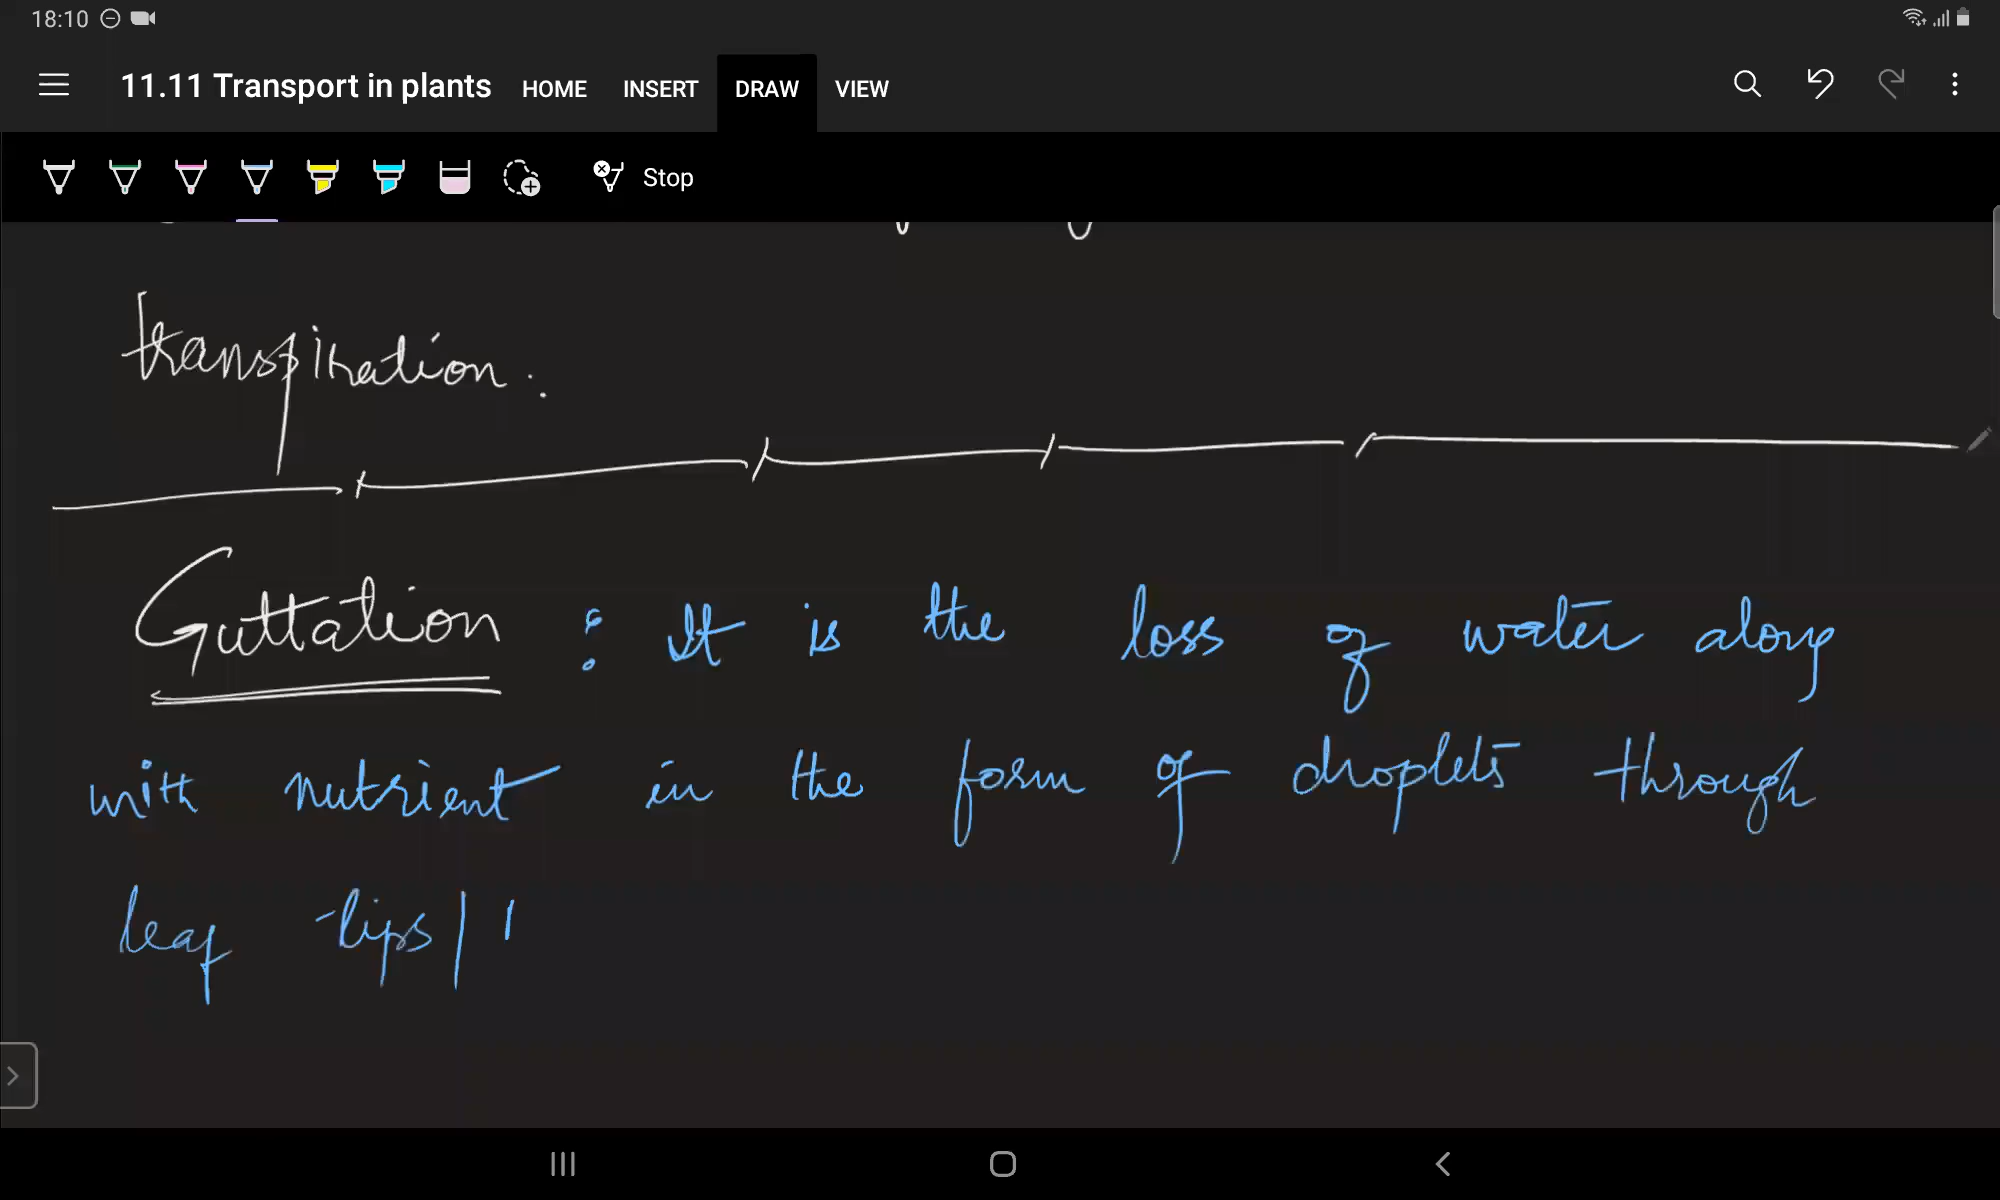 18:10
11.11 Transport in plants HOME INSERT DRAW VIEW
Stop
transpiration.
Guttation : It is the loss of water along
with nutrient in the form of droplets through
leaf tips/